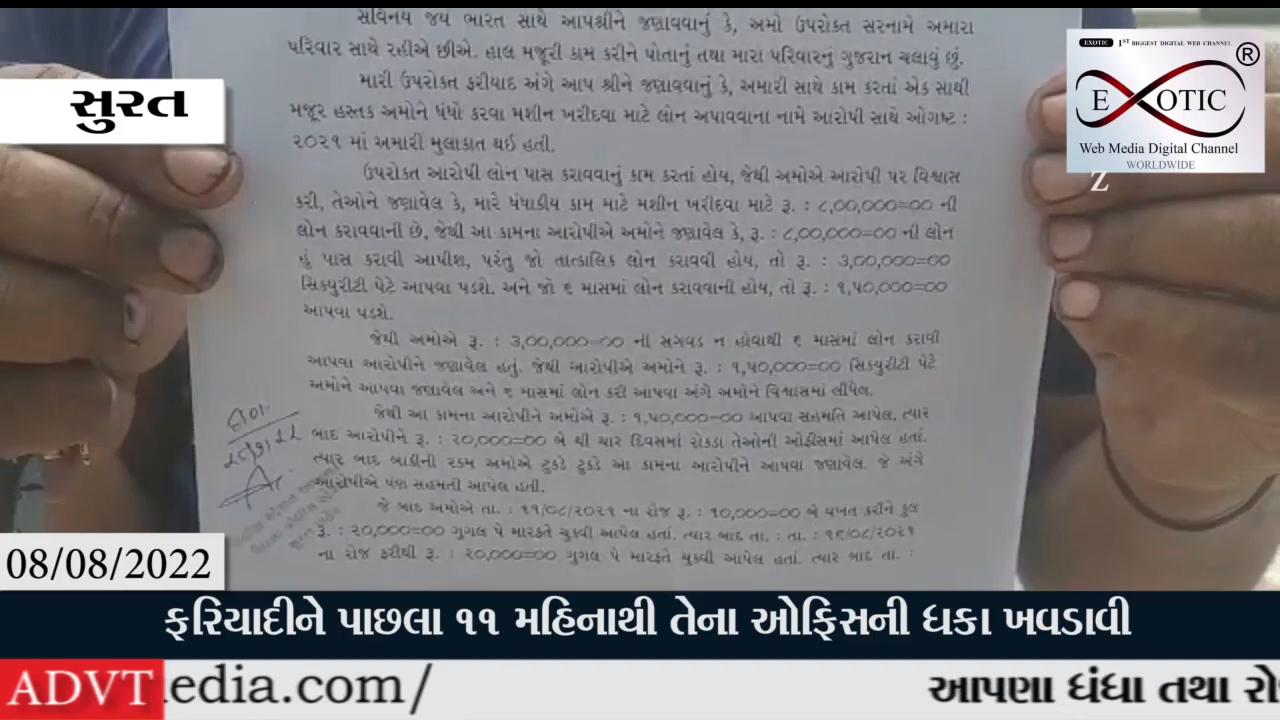 સવિનય જય ભારત સાથે આપશ્રીને જણાવવાનું કે, અમો ઉપરોકત સરનામે અમારા
પરિવાર સાથે રહીએ છીએ. હાલ મજૂરી કામ કરીને પોતાનું તથા મારા પરિવારનુ ગુજરાન ચલાવું છું.
મારી ઉપરોકત ફરીયાદ અંગે આપ શ્રીને જણાવવાનું કે, અમારી સાથે કામ કરતાં એક સાથી
મજૂર હસ્તક અમોને ધંધો કરવા મશીન ખરીદવા માટે લોન અપાવવાના નામે આરોપી સાથે ઓગષ્ટ :
૨૦૨૧ માં અમારી મુલાકાત થઈ હતી.
ઉપરોકત આરોપી લોન પાસ કરાવવાનું કામ કરતાં હોય, જેથી અમોએ આરોપી પર વિશ્વાસ
કરી, તેઓને જણાવેલ કે, મારે ધંધાકીય કામ માટે મશીન ખરીદવા માટે રૂ. : ૮,૦૦,૦૦૦=૦૦ ની
લોન કરાવવાની છે, જેથી આ કામના આરોપીએ અમોને જણાવેલ કે, રૂ. : ૮,૦૦,૦૦૦=૦૦ ની લોન
હું પાસ કરાવી આપીશ, પરંતુ જો તાત્કાલિક લોન કરાવવી હોય, તો રૂ. : ૩,૦૦,૦૦૦=૦૦
સિક્યુરીટી પેટે આપવા પડશે. અને જો ૬ માસમાં લોન કરાવવાની હોય, તો રૂ. : ૧,૫૦,૦૦૦=૦૦
આપવા પડશે.
જેથી અમોએ રૂ. : ૩,૦૦,૦૦૦=૦૦ ની સગવડ ન હોવાથી ૬ માસમાં લોન કરાવી
આપવા આરોપીને જણાવેલ હતું. જેથી આરોપીએ અમોને રૂ. : ૧,૫૦,૦૦૦=૦૦ સિક્યુરીટી પેટે
અમોને આપવા જણાવેલ અને ૬ માસમાં લોન કરી આપવા અંગે અમોને વિશ્વાસમાં લીધેલ.
જેથી આ કામના આરોપીને અમોએ રૂ. : ૧,૫૦,૦૦૦=૦૦ આપવા સહમતિ આપેલ, ત્યાર
બાદ આરોપીને રૂ. : ૨૦,૦૦૦=૦૦ બે થી ચાર દિવસમાં રોકડા તેઓની ઓફીસમાં આપેલ હતાં.
ત્યાર બાદ બાકીની રકમ અમોએ ટુકડે ટુકડે આ કામના આરોપીને આપવા જણાવેલ. જે અંગે
આરોપીએ પણ સહમતી આપેલ હતી.
જે બાદ અમોએ તા. : ૧૧/૦૮/૨૦૨૧ ના રોજ રૂ. : ૧૦,૦૦૦=૦૦ બે વખત કરીને કુલ
રૂ. : ૨૦,૦૦૦=૦૦ ગુગલ પે મારફતે ચુકવી આપેલ હતાં. ત્યાર બાદ તા. : તા. : ૧૬/૦૮/૨૦૨૧
ના રોજ ફરીથી રૂ. : ૨૦,૦૦૦=૦૦ ગુગલ પે મારફતે ચુકવી આપેલ હતાં. ત્યાર બાદ તા. :
સુરત
EXOTIC 1ST BIGGEST DIGITAL WEB CHANNEL ®
EXOTIC
Web Media Digital Channel
WORLDWIDE
Z
08/08/2022
ફરિયાદીને પાછલા ૧૧ મહિનાથી તેના ઓફિસની ધકા ખવડાવી
ADVT
edia.com/
આપણા ધંધા તથા